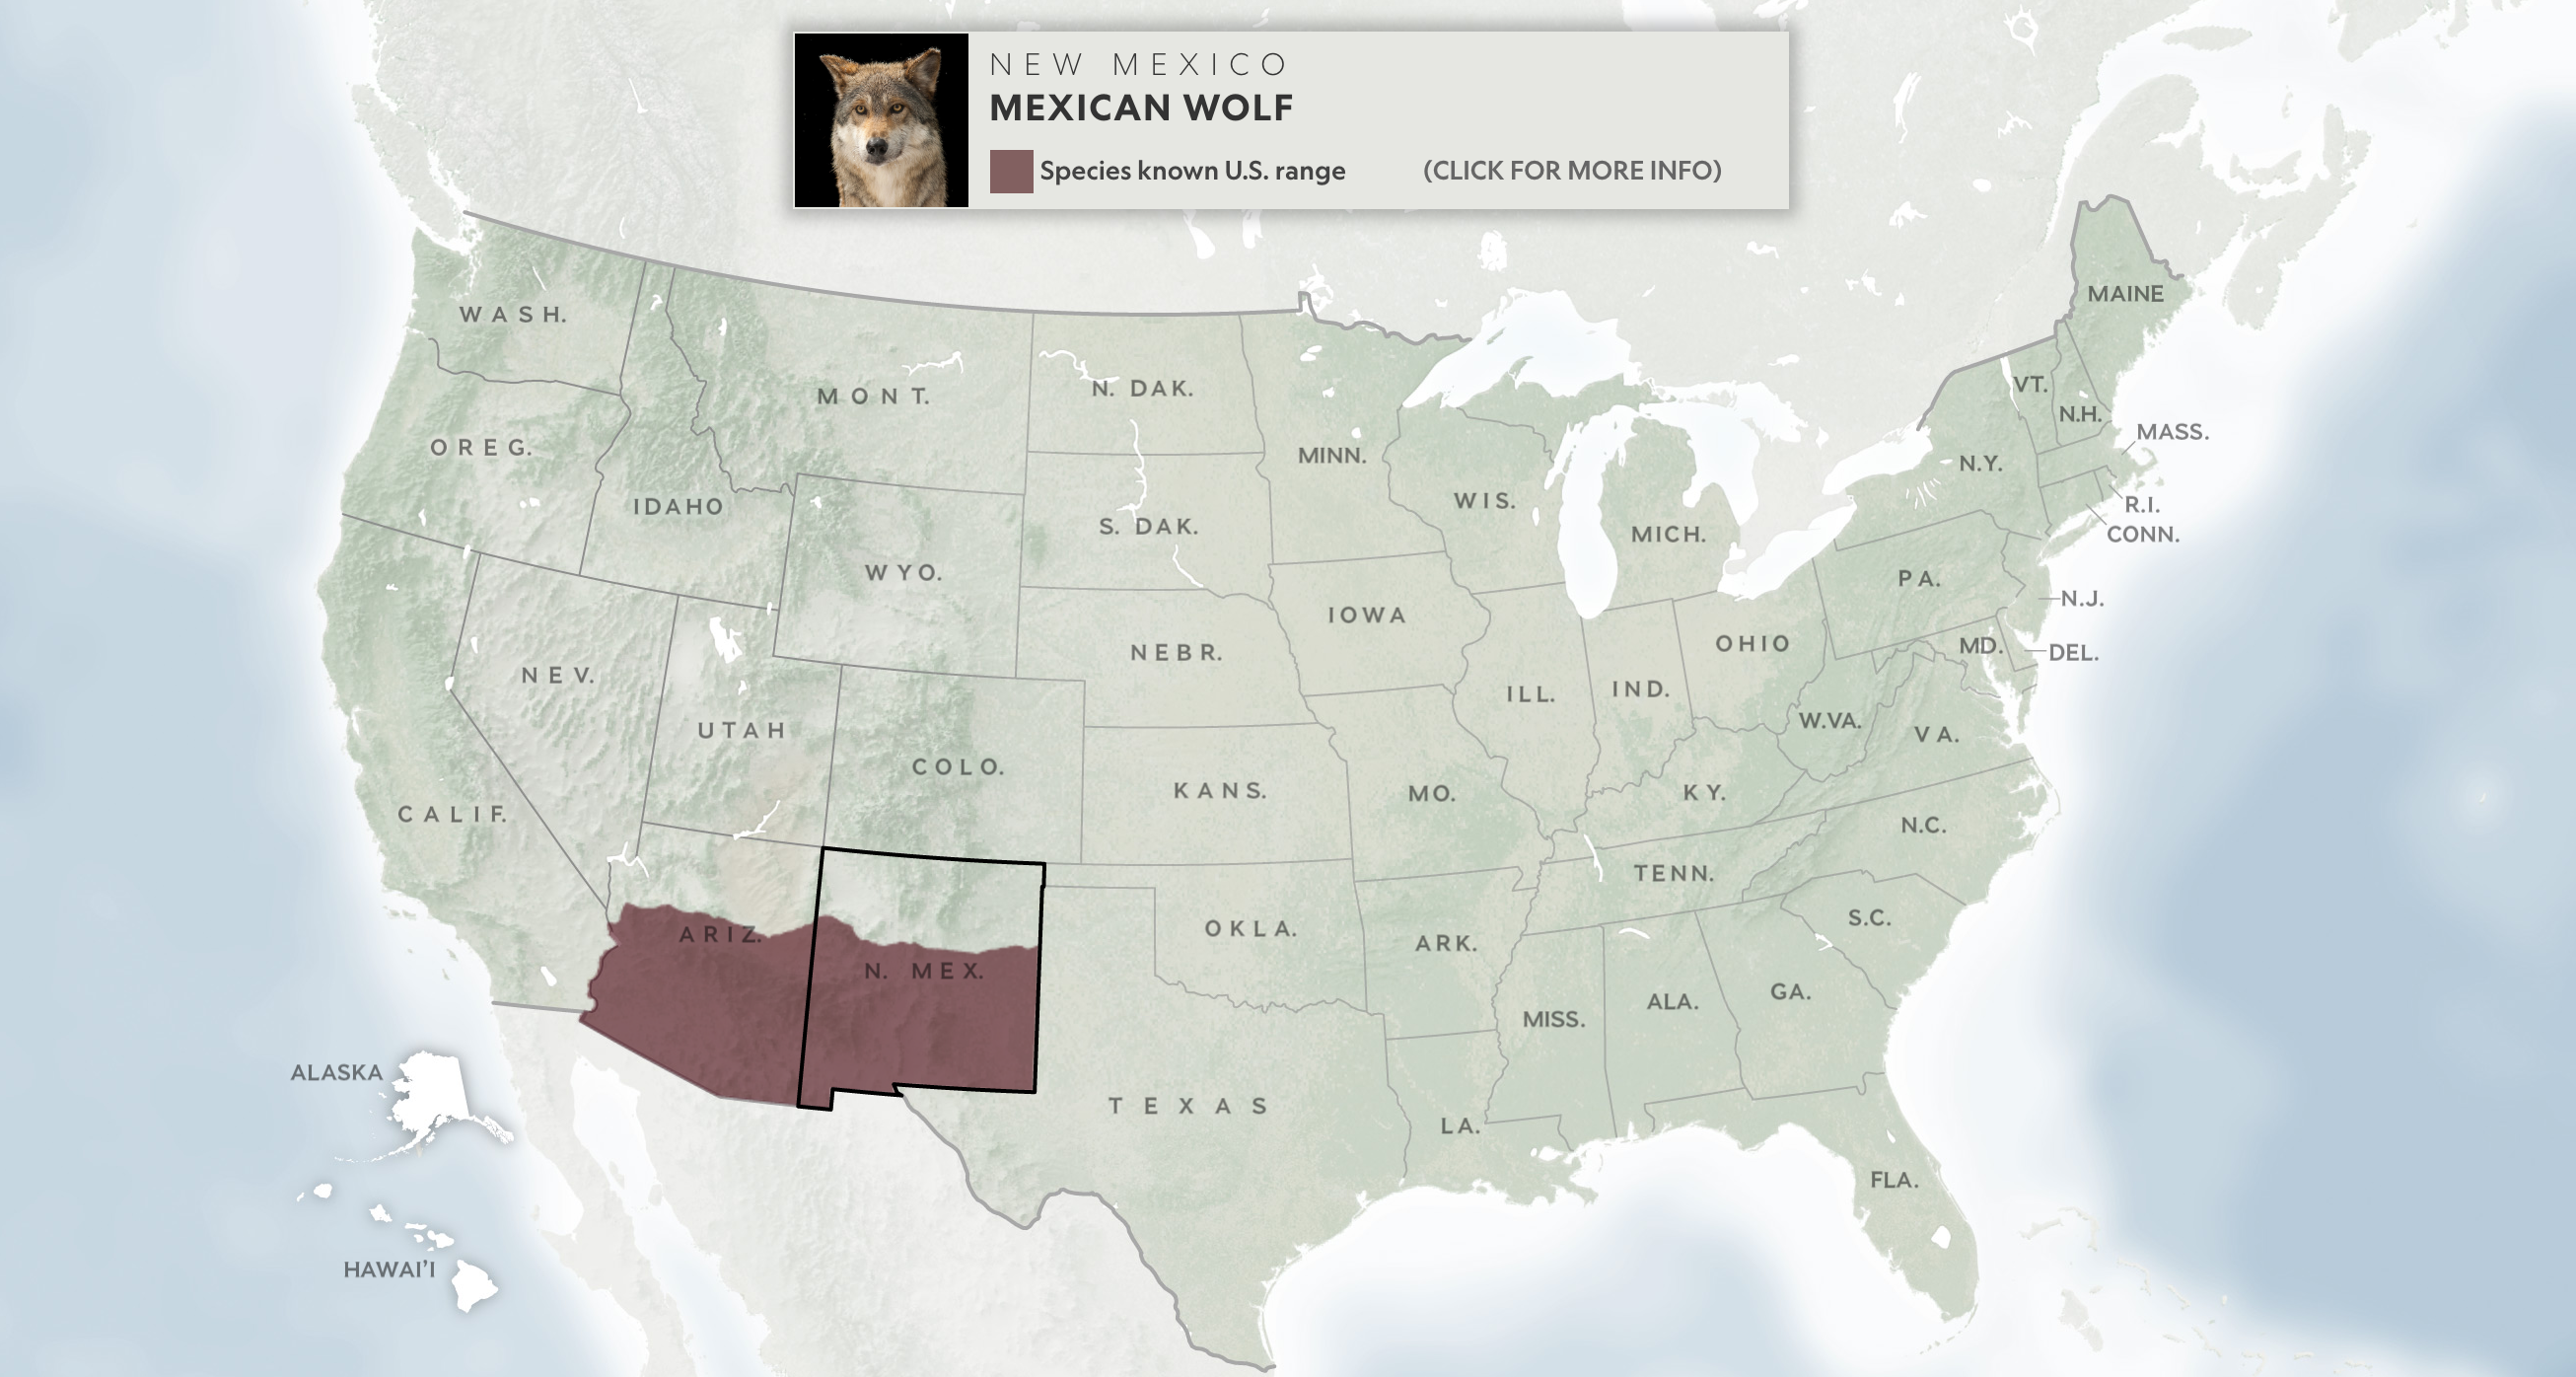 NEW MEXICO
MEXICAN WOLF
Species known U.S. range
(CLICK FOR MORE INFO)
MAINE
WASH.
VT.
N.H.
MONT.
N. DAK.
MASS.
OREG.
MINN.
N.Y.
IDAHO
WIS.
R.I.
S. DAK.
MICH.
CONN.
WYO.
PA.
N.J.
IOWA
NEBR.
OHIO
MD.
DEL.
NEV.
ILL.
IND.
UTAH
W.VA.
VA.
COLO.
KANS.
MO.
KY.
CALIF.
N.C.
TENN.
ARIZ.
OKLA.
ARK.
S.C.
N. MEX.
MISS.
ALA.
GA.
ALASKA
TEXAS
LA.
FLA.
HAWAI'I